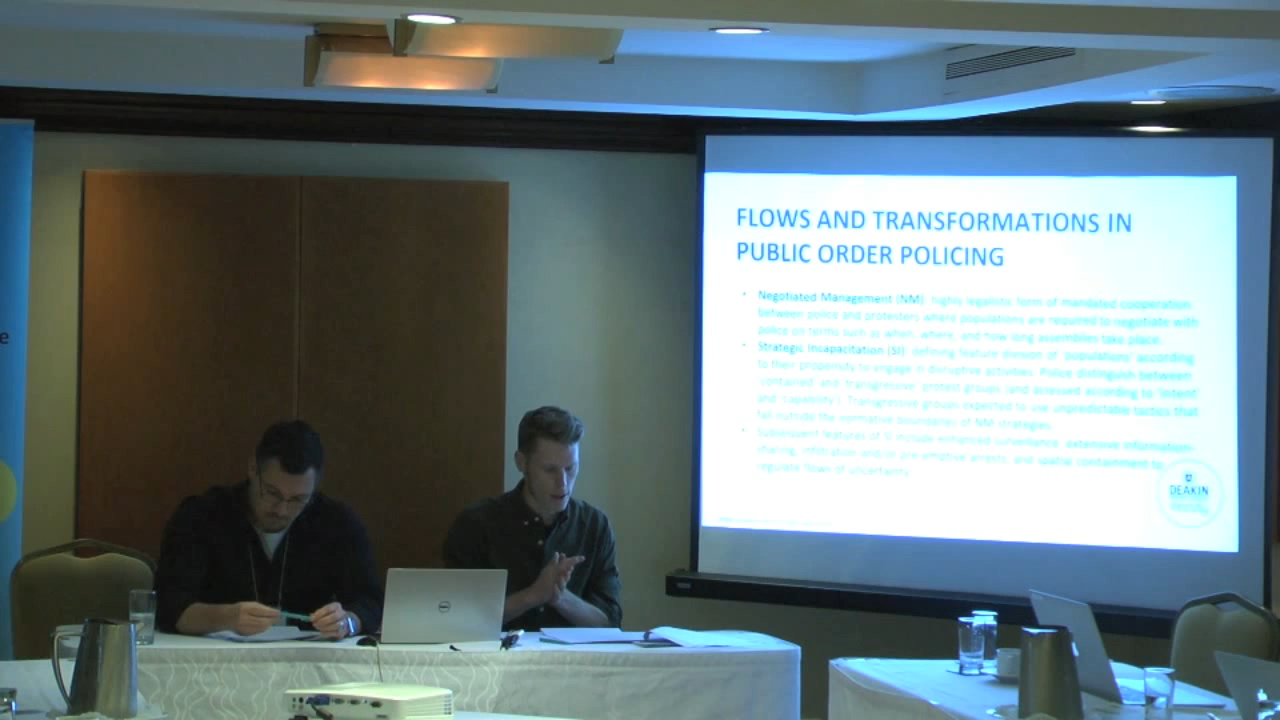 FLOWS AND TRANSFORMATIONS IN
PUBLIC ORDER POLICING
• Negotiated Management (NM): highly legalistic form of mandated cooperation
between police and protesters where populations are required to negotiate with
police on terms such as when, where, and how long assemblies take place.
• Strategic Incapacitation (SI): defining feature division of 'populations' according
to their propensity to engage in disruptive activities. Police distinguish between
'contained' and 'transgressive' protest groups (and assessed according to 'intent
and capability'). Transgressive groups expected to use unpredictable tactics that
fall outside the normative boundaries of NM strategies.
• Subsequent features of SI include enhanced surveillance, extensive information-
sharing, infiltration and/or pre-emptive arrests, and spatial containment to
regulate flows of uncertainty.
DEAKIN
e
DELL